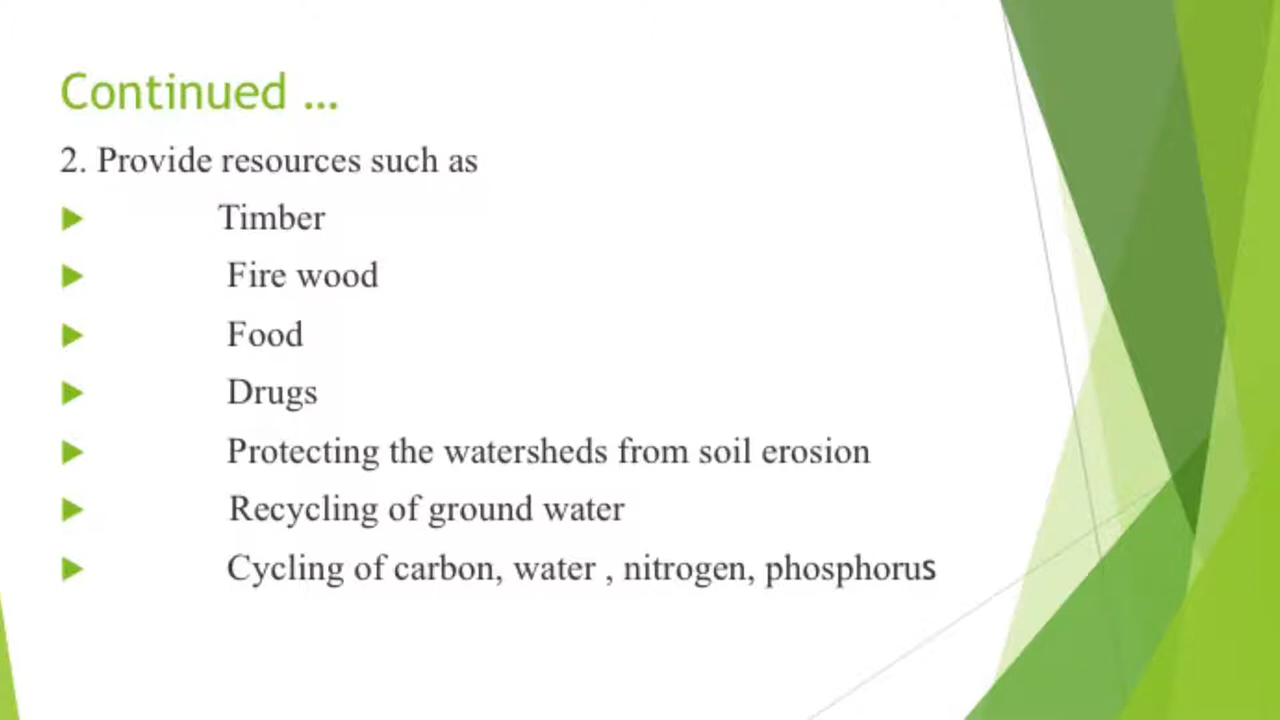 Continued …
2. Provide resources such as
Timber
Fire wood
Food
Drugs
Protecting the watersheds from soil erosion
Recycling of ground water
Cycling of carbon, water , nitrogen, phosphorus